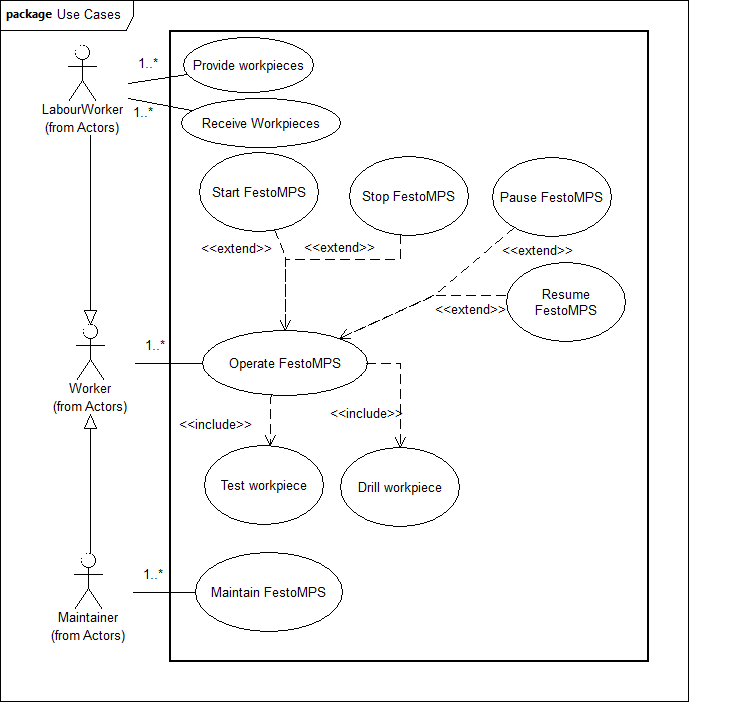 package Use Cases
1..*
Provide workpieces
LabourWorker
(from Actors)
1..*
Receive Workpieces
Start FestoMPS
Stop FestoMPS
Pause FestoMPS
<<extend>>
<<extend>>
<<extend>>
Resume
FestoMPS
<<extend>>
1..*
Operate FestoMPS
Worker
(from Actors)
<<include>>
<<include>>
Test workpiece
Drill workpiece
1..*
Maintain FestoMPS
Maintainer
(from Actors)